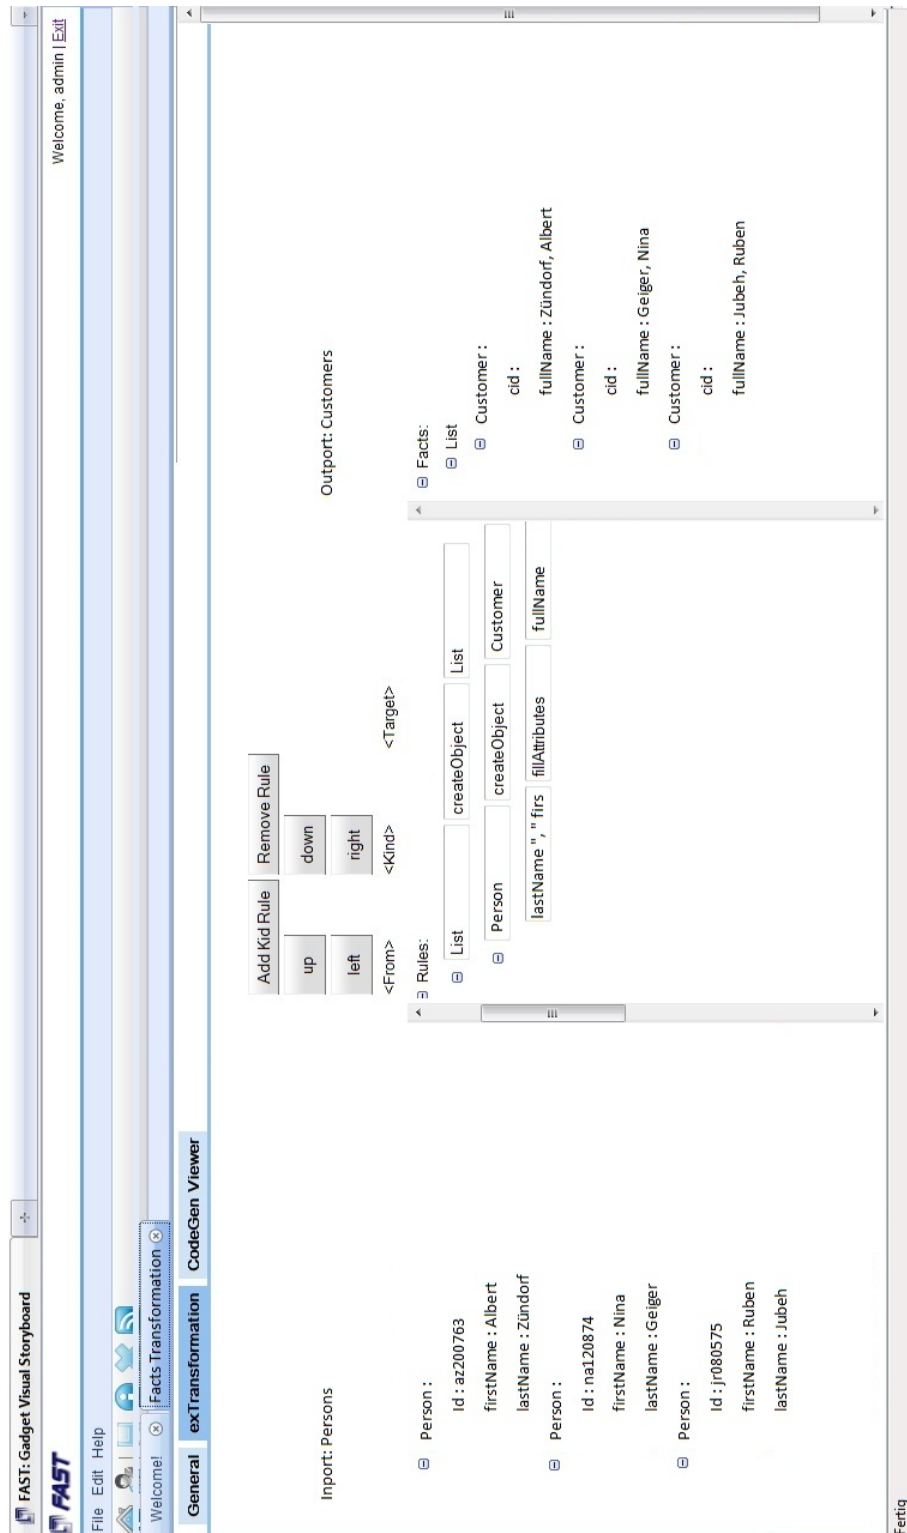 FAST: Gadget Visual Storyboard
FAST
Welcome, admin | Exit
File Edit Help
Welcome!
Facts Transformation
General
exTransformation
CodeGen Viewer
Inport: Persons
Person :
Id : az200763
firstName : Albert
lastName : Zündorf
Person :
Id : na120874
firstName : Nina
lastName : Geiger
Person :
Id : jr080575
firstName : Ruben
lastName : Jubeh
Add Kid Rule
Remove Rule
up
down
left
right
<From>
<Kind>
<Target>
Rules:
List
createObject
List
Person
createObject
Customer
lastName ", " firs
fillAttributes
fullName
Outport: Customers
Facts:
List
Customer :
cid :
fullName : Zündorf, Albert
Customer :
cid :
fullName : Geiger, Nina
Customer :
cid :
fullName : Jubeh, Ruben
Fertig